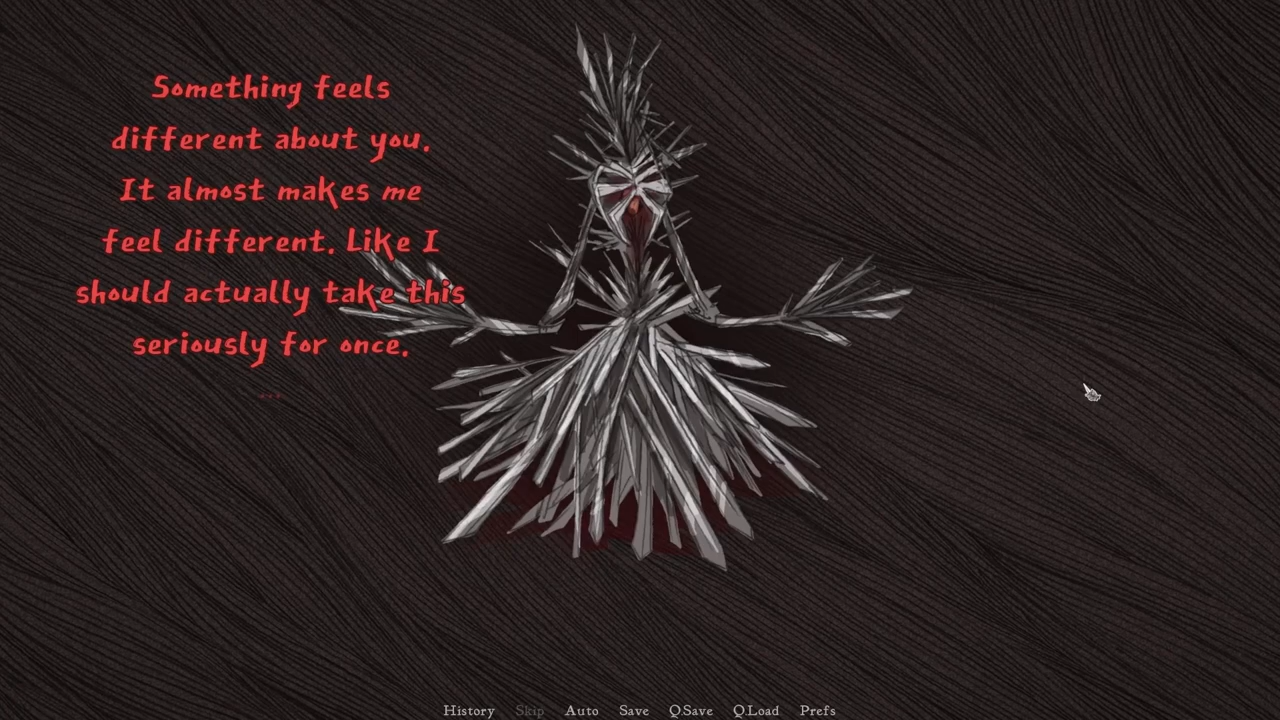 Something feels
different about you.
It almost makes me
feel different. Like I
should actually take this
seriously for once.
...
History Skip Auto Save Q.Save Q.Load Prefs